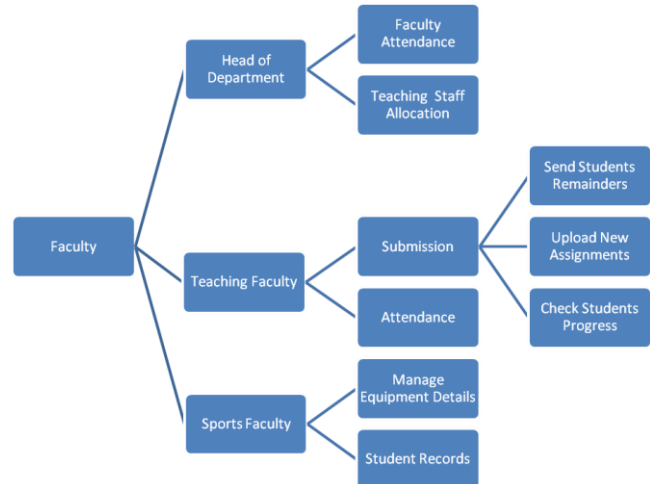 Faculty
Head of
Department
Faculty
Attendance
Teaching Staff
Allocation
Teaching Faculty
Submission
Send Students
Remainders
Upload New
Assignments
Check Students
Progress
Attendance
Sports Faculty
Manage
Equipment Details
Student Records